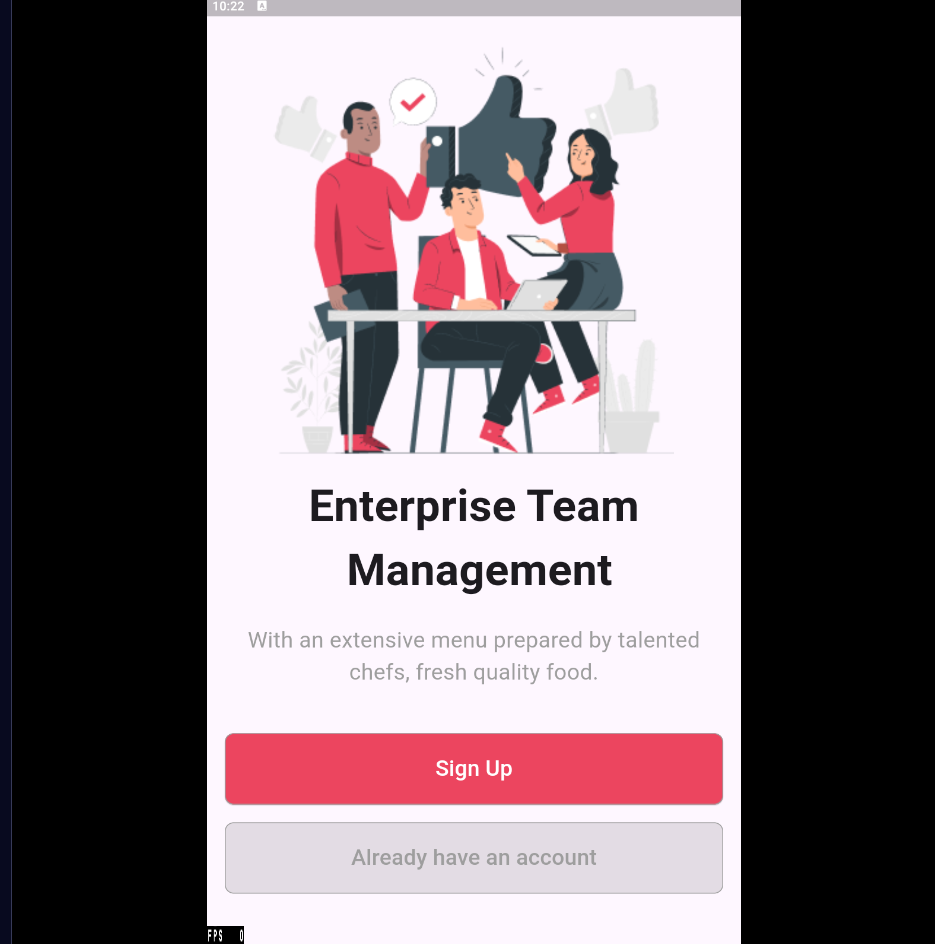 10:22 A
Enterprise Team
Management
With an extensive menu prepared by talented
chefs, fresh quality food.
Sign Up
Already have an account
FPS 0